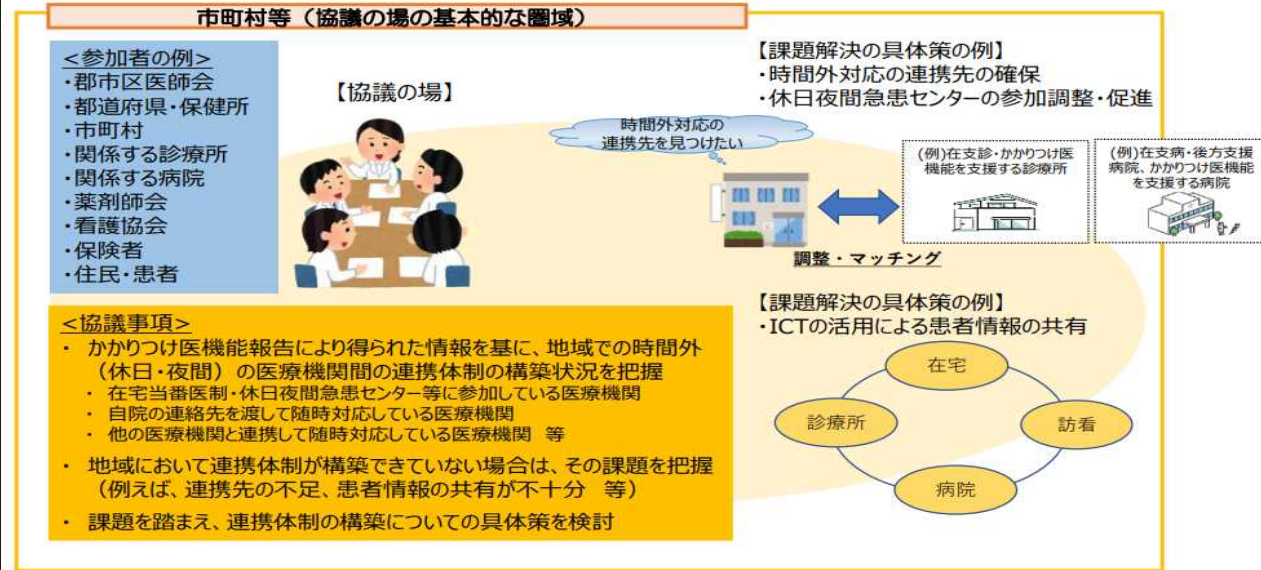 市町村等（協議の場の基本的な圏域）
<参加者の例>
・郡市区医師会
・都道府県・保健所
・市町村
・関係する診療所
・関係する病院
・薬剤師会
・看護協会
・保険者
・住民・患者
【協議の場】
【課題解決の具体策の例】
・時間外対応の連携先の確保
・休日夜間急患センターの参加調整・促進
時間外対応の
連携先を見つけたい
(例)在支診・かかりつけ医
機能を支援する診療所
(例)在支病・後方支援
病院、かかりつけ医機能
を支援する病院
調整・マッチング
<協議事項>
・ かかりつけ医機能報告により得られた情報を基に、地域での時間外
（休日・夜間）の医療機関間の連携体制の構築状況を把握
・ 在宅当番医制・休日夜間急患センター等に参加している医療機関
・ 自院の連絡先を渡して随時対応している医療機関
・ 他の医療機関と連携して随時対応している医療機関 等
・ 地域において連携体制が構築できていない場合は、その課題を把握
（例えば、連携先の不足、患者情報の共有が不十分 等）
・ 課題を踏まえ、連携体制の構築についての具体策を検討
【課題解決の具体策の例】
・ICTの活用による患者情報の共有
在宅
診療所
訪看
病院